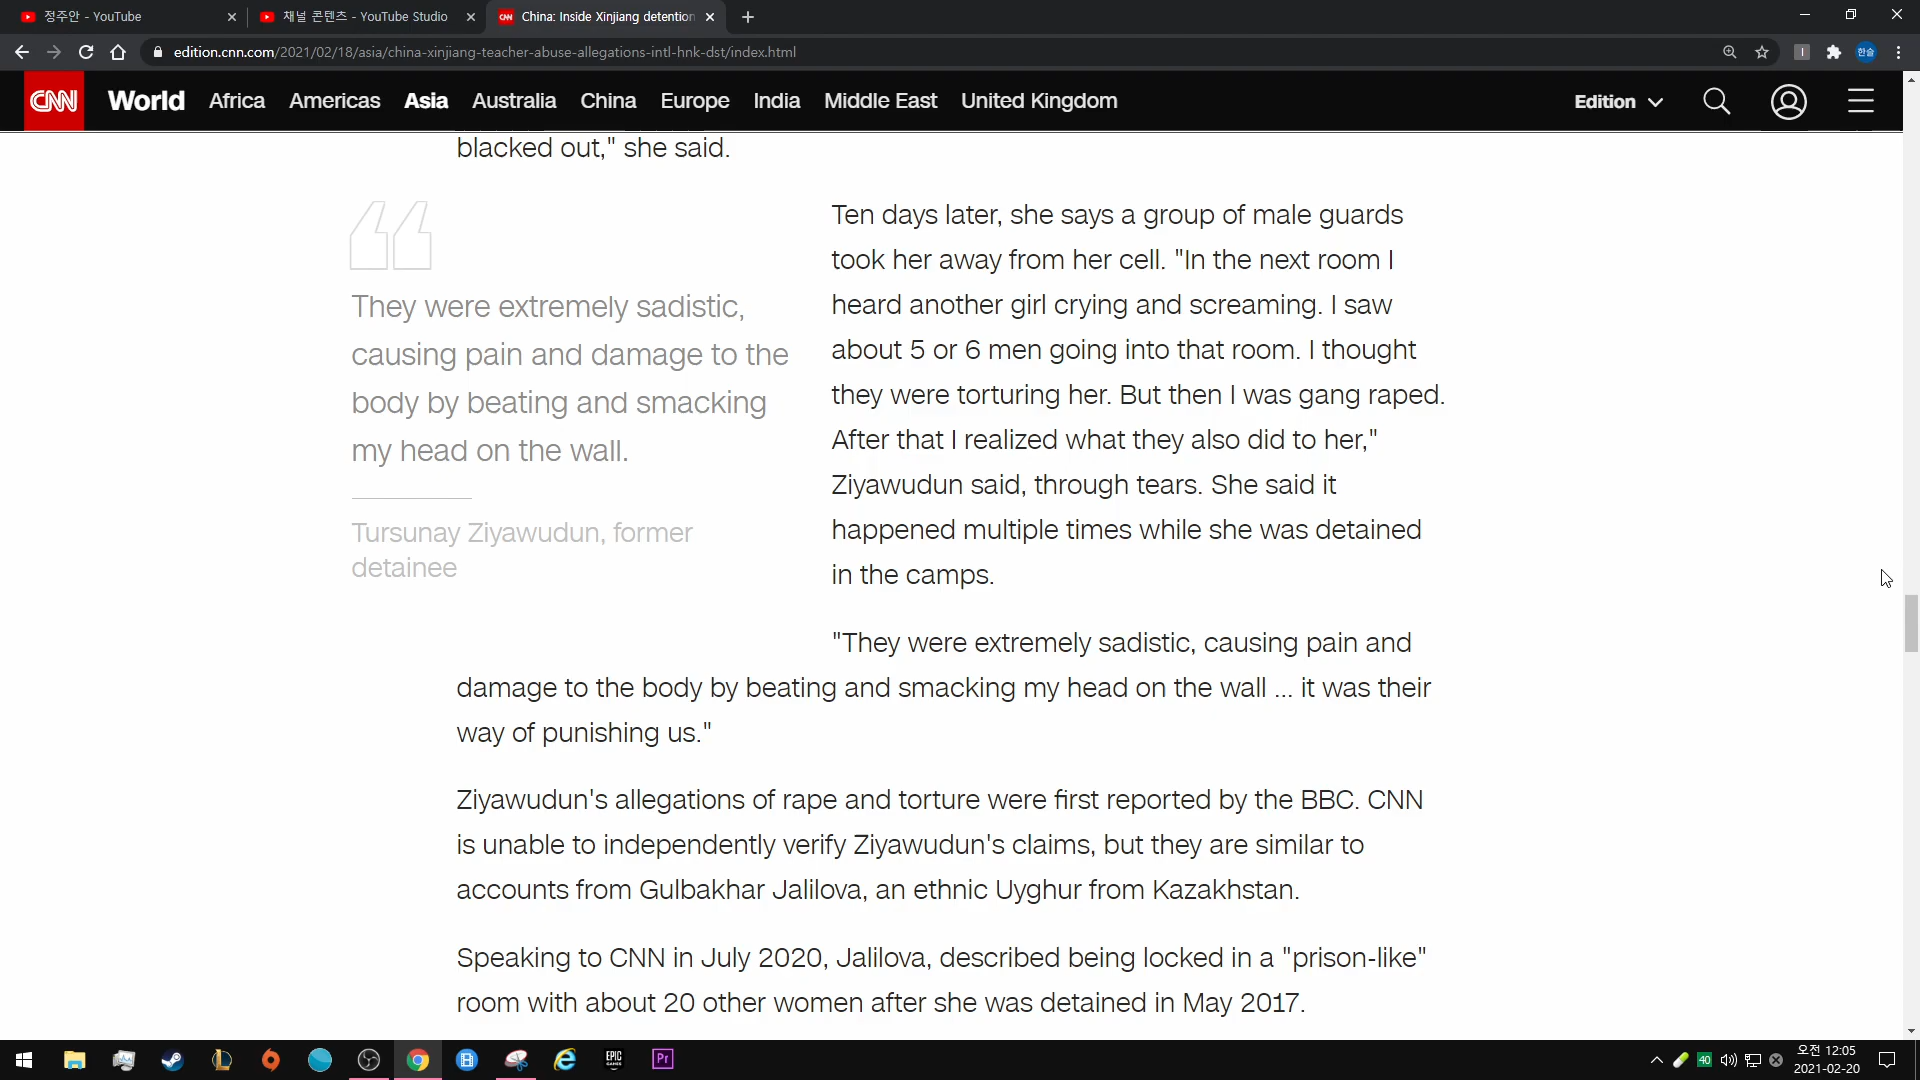 정주안 - YouTube
채널 콘텐츠 - YouTube Studio
CNN
China: Inside Xinjiang detention
edition.cnn.com/2021/02/18/asia/china-xinjiang-teacher-abuse-allegations-intl-hnk-dst/index.html
한슬
CNN World Africa Americas Asia Australia China Europe India Middle East United Kingdom Edition
blacked out," she said.
They were extremely sadistic,
causing pain and damage to the
body by beating and smacking
my head on the wall.
Tursunay Ziyawudun, former
detainee
Ten days later, she says a group of male guards
took her away from her cell. "In the next room I
heard another girl crying and screaming. I saw
about 5 or 6 men going into that room. I thought
they were torturing her. But then I was gang raped.
After that I realized what they also did to her,"
Ziyawudun said, through tears. She said it
happened multiple times while she was detained
in the camps.
"They were extremely sadistic, causing pain and
damage to the body by beating and smacking my head on the wall ... it was their
way of punishing us."
Ziyawudun's allegations of rape and torture were first reported by the BBC. CNN
is unable to independently verify Ziyawudun's claims, but they are similar to
accounts from Gulbakhar Jalilova, an ethnic Uyghur from Kazakhstan.
Speaking to CNN in July 2020, Jalilova, described being locked in a "prison-like"
room with about 20 other women after she was detained in May 2017.
EPIC
GAMES
Pr
40
오전 12:05
2021-02-20